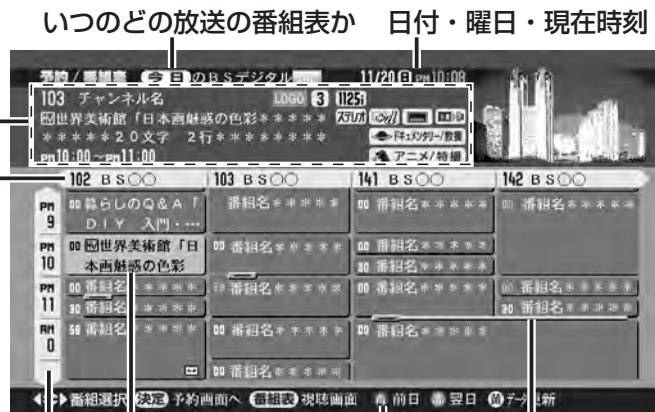 いつのどの放送の番組表か 日付・曜日・現在時刻
予約/番組表 今日のBSデジタル 11/20 日 PM10:08
103 チャンネル名 LOGO 3 1125i
世界美術館「日本画魅惑の色彩＊＊＊＊＊ ステレオ
＊＊＊＊＊20文字 2行＊＊＊＊＊＊＊＊ ドキュメンタリー/教養
PM10:00～PM11:00 アニメ/特撮
102 BS○○ 103 BS○○ 141 BS○○ 142 BS○○
PM 9
00 暮らしのQ&A「DIY 入門・…
番組名＊＊＊＊＊
00 番組名＊＊＊＊＊
00 番組名＊＊＊＊＊
PM 10
00 世界美術館「日本画魅惑の色彩
00 番組名＊＊＊＊＊
00 番組名＊＊＊＊＊
30 番組名＊＊＊＊＊
PM 11
00 番組名＊＊＊＊＊
30 番組名＊＊＊＊＊
番組名＊＊＊＊＊
00 番組名＊＊＊＊＊
30 番組名＊＊＊＊＊
AM 0
番組名＊＊＊＊＊
00 番組名＊＊＊＊＊
00 番組名＊＊＊＊＊
00 番組名＊＊＊＊＊
番組選択 決定 予約画面へ 番組表 視聴画面 青 前日 赤 翌日 データ更新